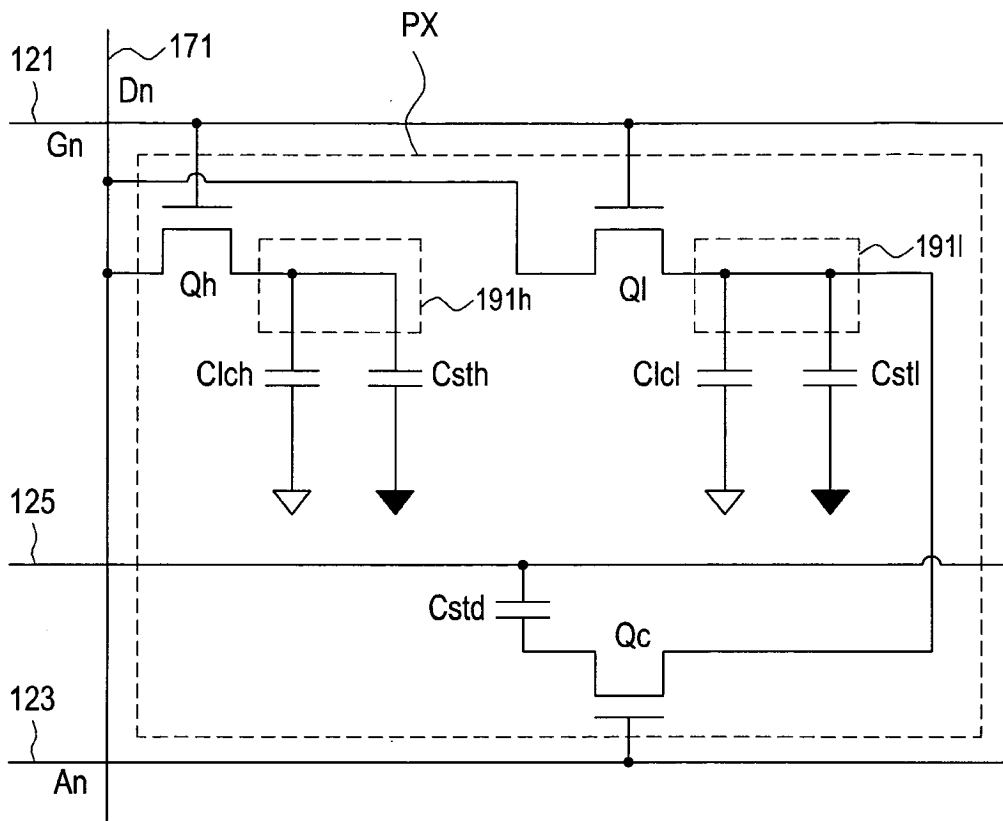 PX
171
121
Dn
Gn
191l
Qh
Ql
191h
Clch
Csth
Clcl
Cstl
125
Cstd
Qc
123
An